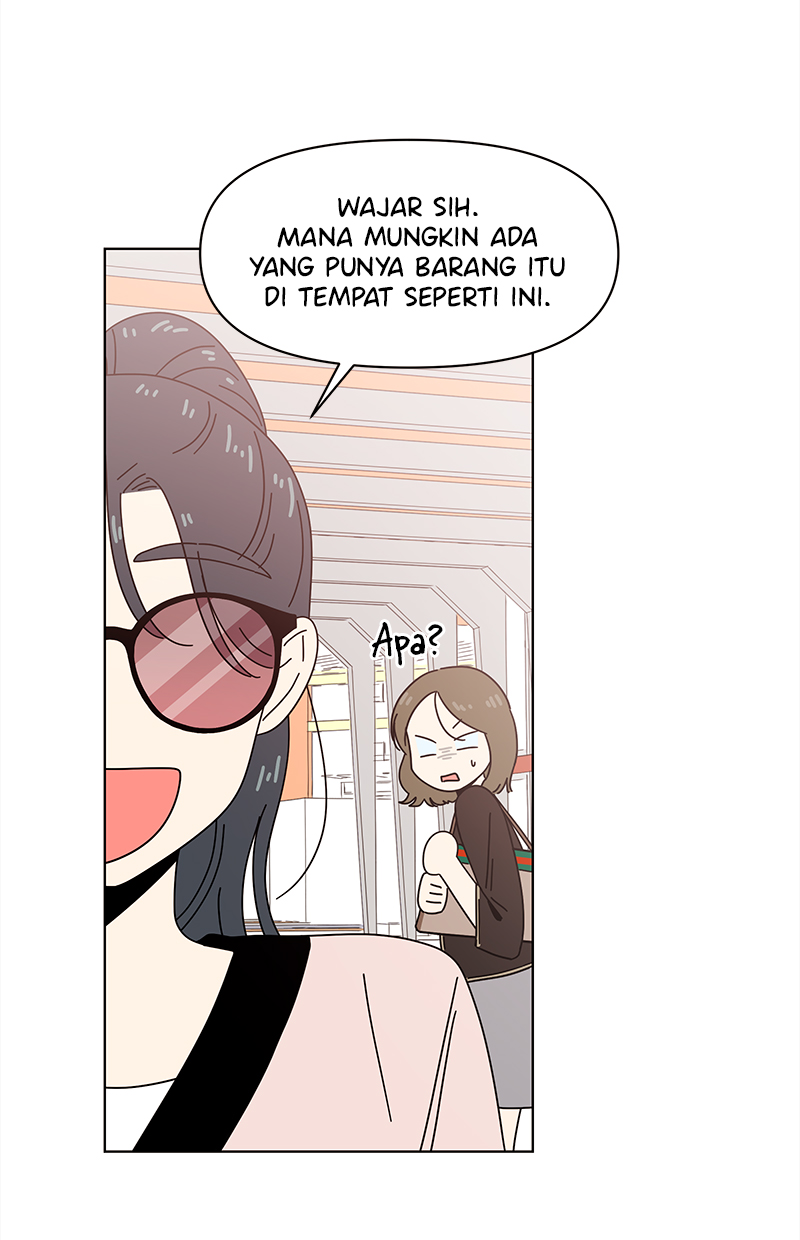 WAJAR SIH.
MANA MUNGKIN ADA
YANG PUNYA BARANG ITU
DI TEMPAT SEPERTI INI.
Apa?